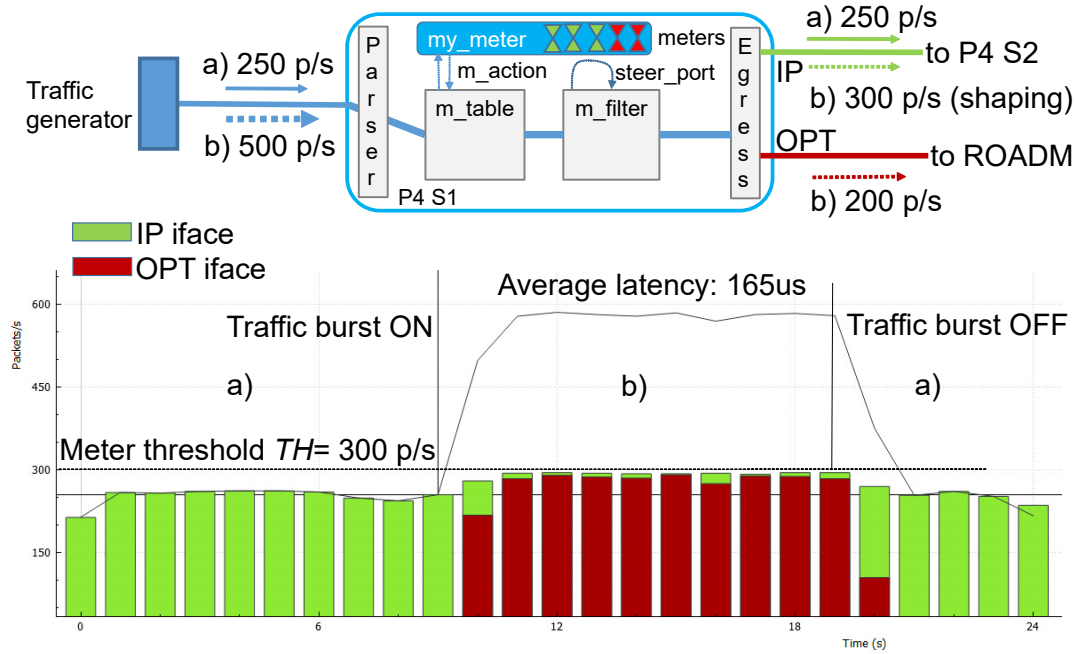 Traffic
generator
a) 250 p/s
b) 500 p/s
Parser
my_meter
meters
m_action
steer_port
m_table
m_filter
P4 S1
Egress
a) 250 p/s
IP
to P4 S2
b) 300 p/s (shaping)
OPT
to ROADM
b) 200 p/s
IP iface
OPT iface
Average latency: 165us
Traffic burst ON
Traffic burst OFF
a)
b)
a)
Meter threshold TH= 300 p/s
Packets/s
600
450
300
150
0
6
12
18
24
Time (s)